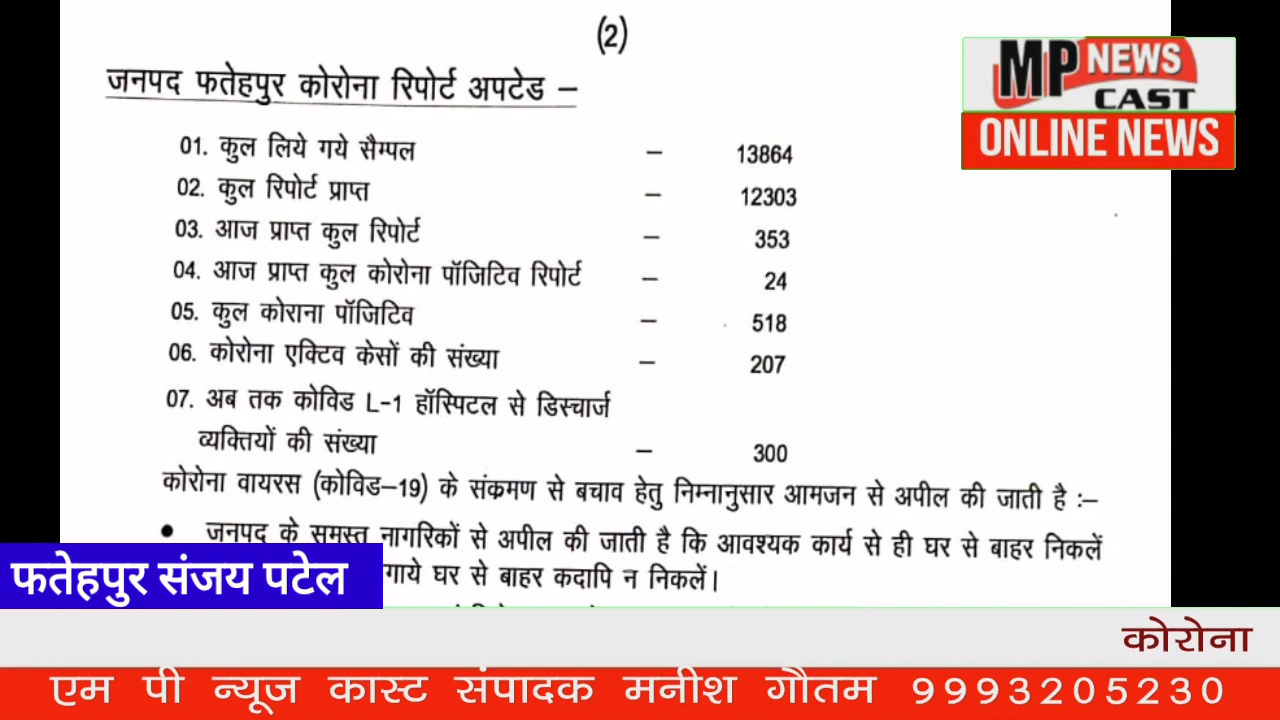 (2)
जनपद फतेहपुर कोरोना रिपोर्ट अपटेड –
01. कुल लिये गये सैम्पल – 13864
02. कुल रिपोर्ट प्राप्त – 12303
03. आज प्राप्त कुल रिपोर्ट – 353
04. आज प्राप्त कुल कोरोना पॉजिटिव रिपोर्ट – 24
05. कुल कोराना पॉजिटिव – 518
06. कोरोना एक्टिव केसों की संख्या – 207
07. अब तक कोविड L-1 हॉस्पिटल से डिस्चार्ज
व्यक्तियों की संख्या – 300
कोरोना वायरस (कोविड–19) के संक्रमण से बचाव हेतु निम्नानुसार आमजन से अपील की जाती है :–
• जनपद के समस्त नागरिकों से अपील की जाती है कि आवश्यक कार्य से ही घर से बाहर निकलें
घर से बाहर कदापि न निकलें।
MP NEWS
CAST
ONLINE NEWS
फतेहपुर संजय पटेल
कोरोना
एम पी न्यूज कास्ट संपादक मनीश गौतम 9993205230